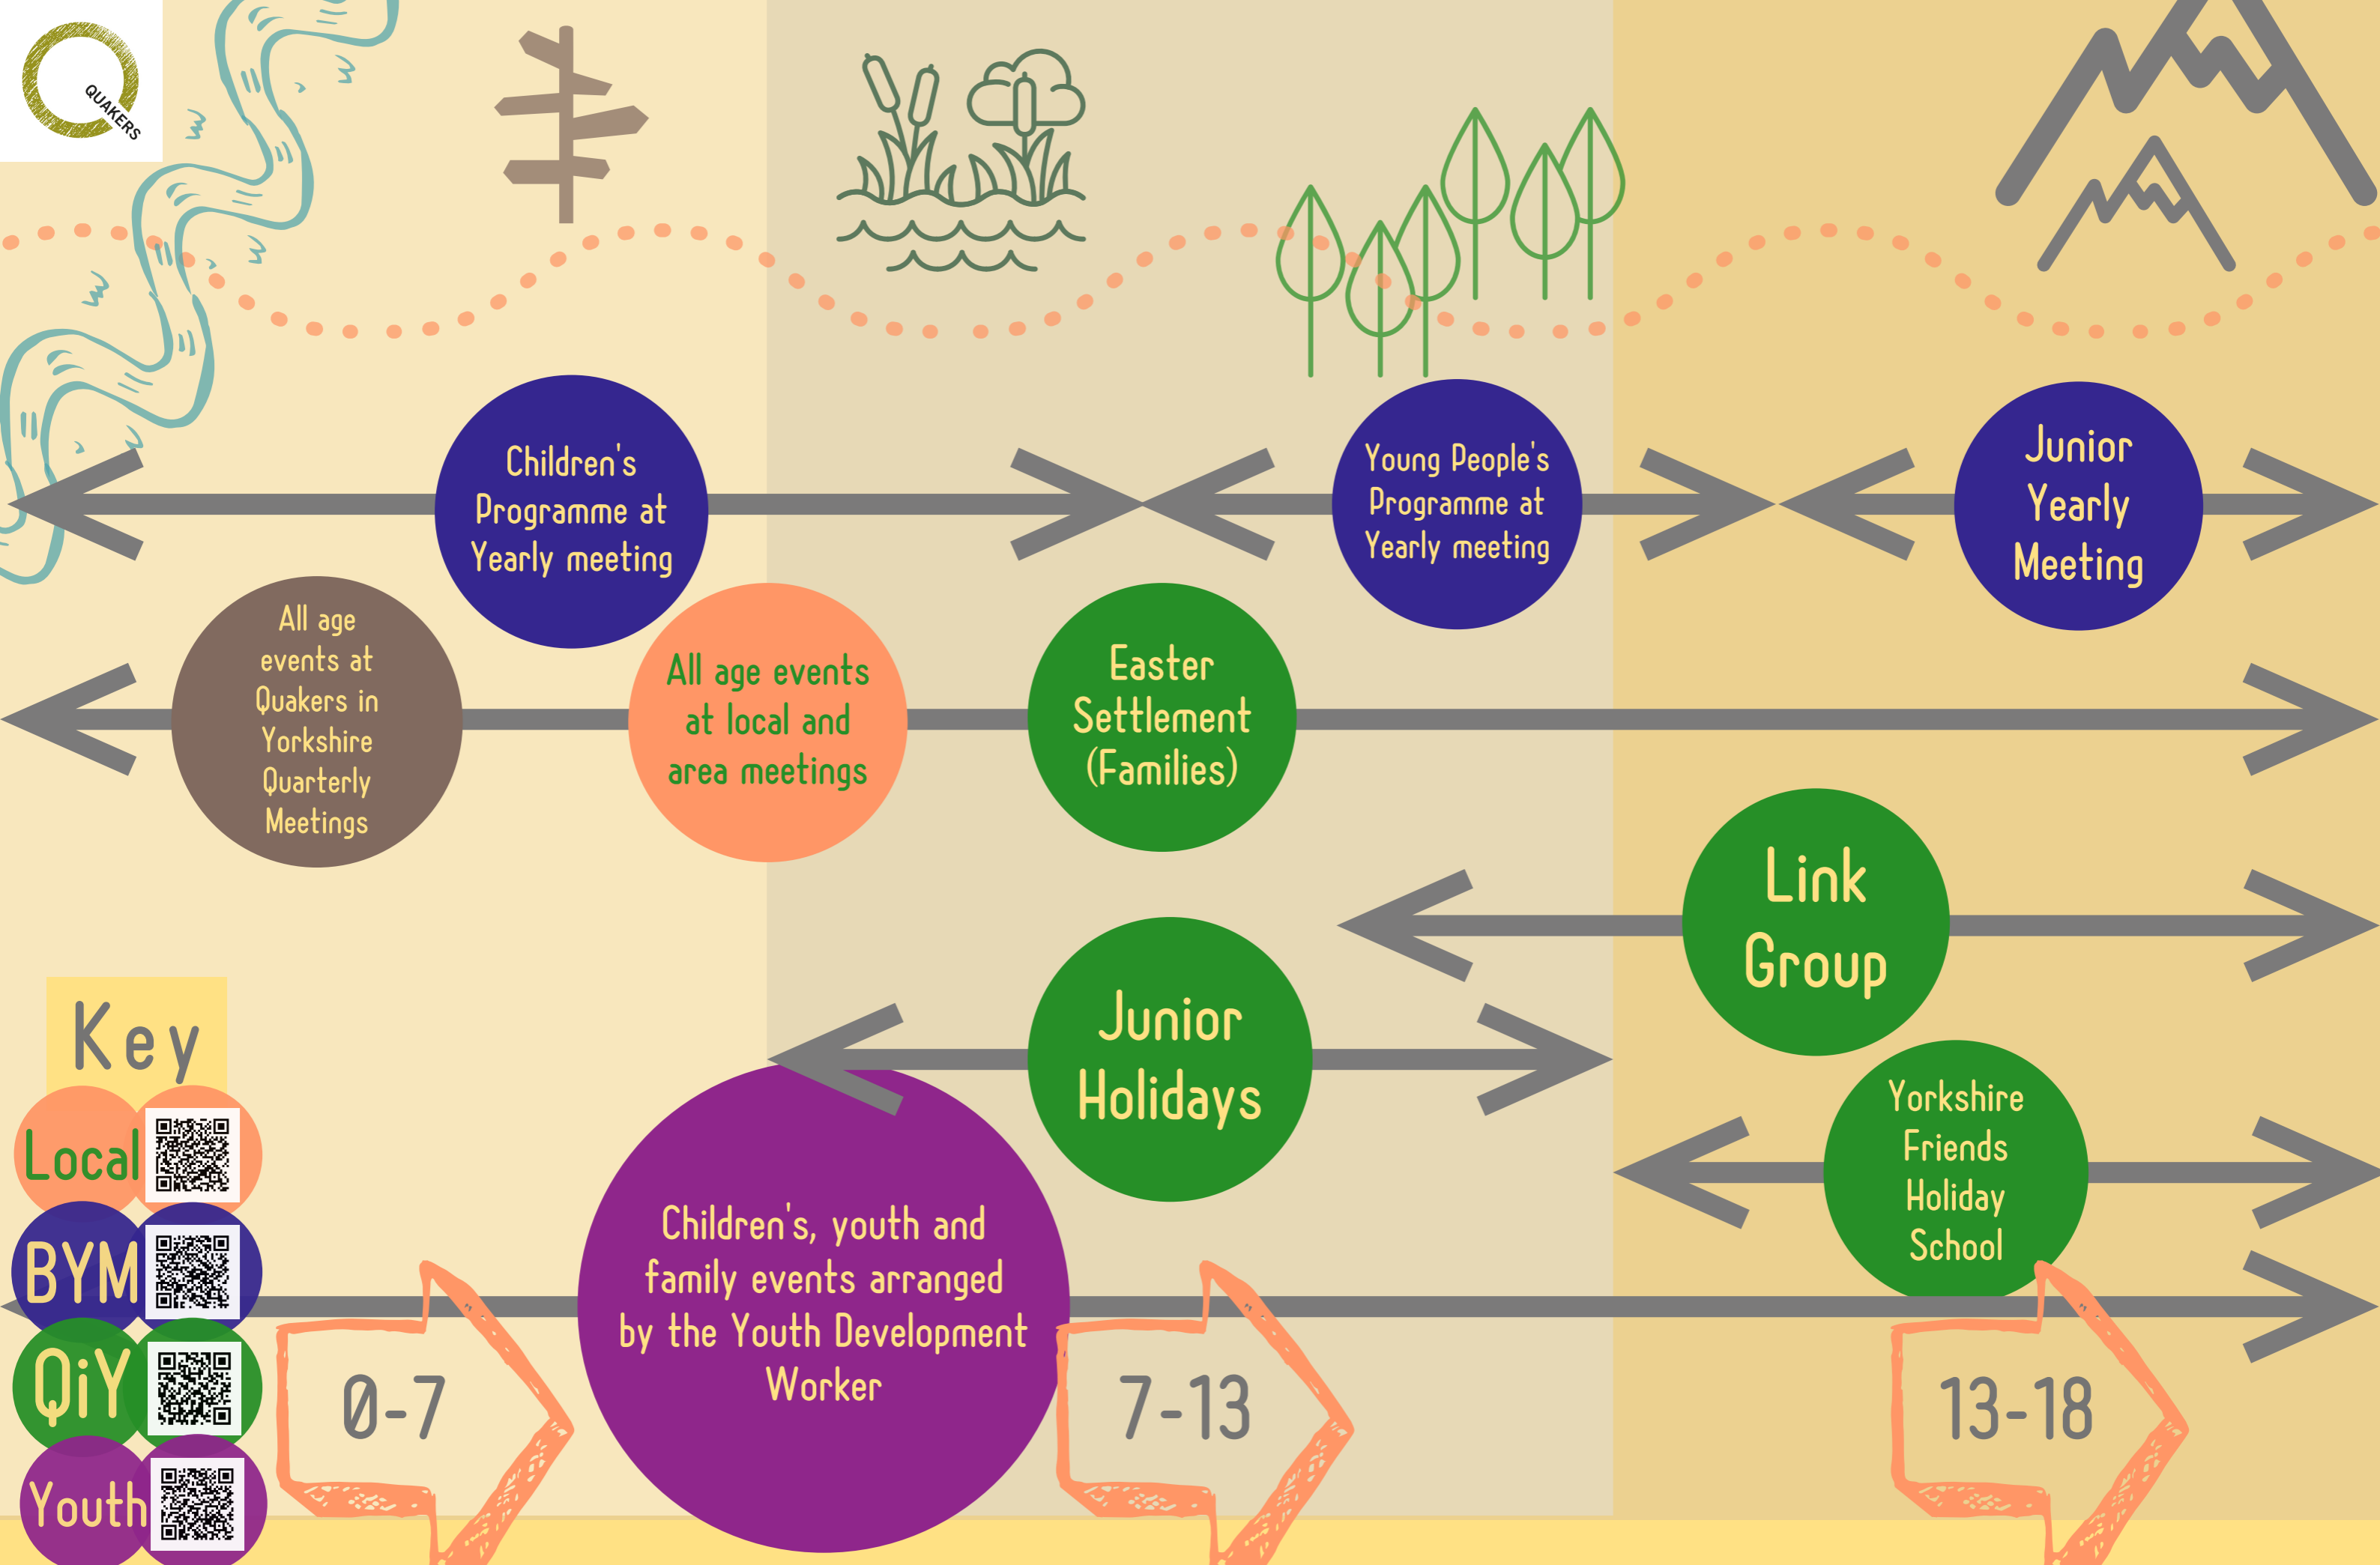 QUAKERS
Children's
Programme at
Yearly meeting
Young People's
Programme at
Yearly meeting
Junior
Yearly
Meeting
All age
events at
Quakers in
Yorkshire
Quarterly
Meetings
All age events
at local and
area meetings
Easter
Settlement
(Families)
Link
Group
Junior
Holidays
Yorkshire
Friends
Holiday
School
Children's, youth and
family events arranged
by the Youth Development
Worker
Key
Local
BYM
QiY
Youth
0-7
7-13
13-18